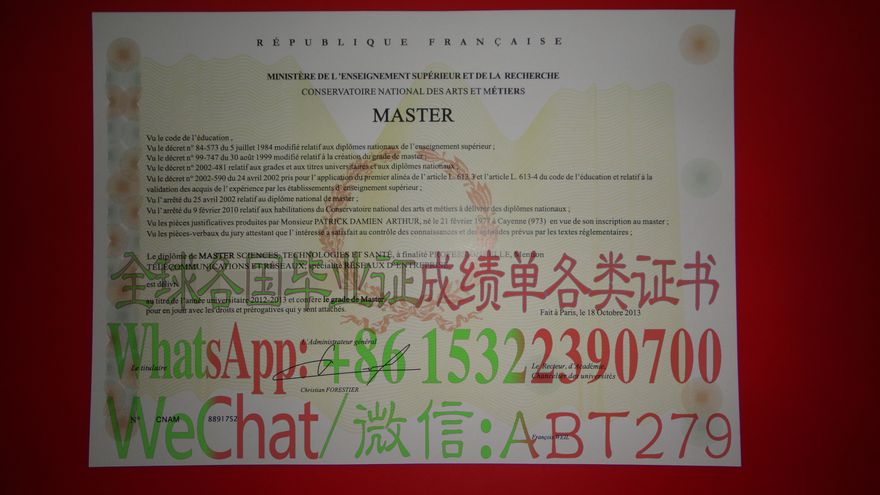 RÉPUBLIQUE FRANÇAISE
MINISTÈRE DE L'ENSEIGNEMENT SUPÉRIEUR ET DE LA RECHERCHE
CONSERVATOIRE NATIONAL DES ARTS ET MÉTIERS
MASTER
Vu le code de l'éducation ;
Vu le décret n° 84-573 du 5 juillet 1984 modifié relatif aux diplômes nationaux de l'enseignement supérieur ;
Vu le décret n° 99-747 du 30 août 1999 modifié relatif à la création du grade de master ;
Vu le décret n° 2002-481 relatif aux grades et aux titres universitaires et aux diplômes nationaux ;
Vu le décret n° 2002-590 du 24 avril 2002 pris pour l'application du premier alinéa de l'article L. 613 3 et l'article L. 613-4 du code de l'éducation et relatif à la
validation des acquis de l'expérience par les établissements d'enseignement supérieur ;
Vu l'arrêté du 25 avril 2002 relatif au diplôme national de master ;
Vu l'arrêté du 9 février 2010 relatif aux habilitations du Conservatoire national des arts et métiers à délivrer des diplômes nationaux ;
Vu les pièces justificatives produites par Monsieur PATRICK DAMIEN ARTHUR, né le 21 février 1977 à Cayenne (973) en vue de son inscription au master ;
Vu les pièces-verbaux du jury attestant que l'intéressé a satisfait au contrôle des connaissances et des aptitudes prévus par les textes réglementaires ;
Le diplôme de MASTER SCIENCES, TECHNOLOGIES ET SANTÉ, à finalité PROFESSIONNELLE, Mention
TÉLÉCOMMUNICATIONS ET RÉSEAUX, spécialité RÉSEAUX D'ENTREPRISE
est délivré
全球各国毕业证成绩单各类证书
au titre de l'année universitaire 2012-2013 et confère le grade de Master
pour en jouir avec les droits et prérogatives qui y sont attachés.
Fait à Paris, le 18 Octobre 2013
WhatsApp: +86 15322390700
L'Administrateur général
Le titulaire
Le Recteur, d'Académie,
Chancelier des universités
Christian FORESTIER
N° CNAM 8891752
WeChat/微信:ABT279
François WEIL